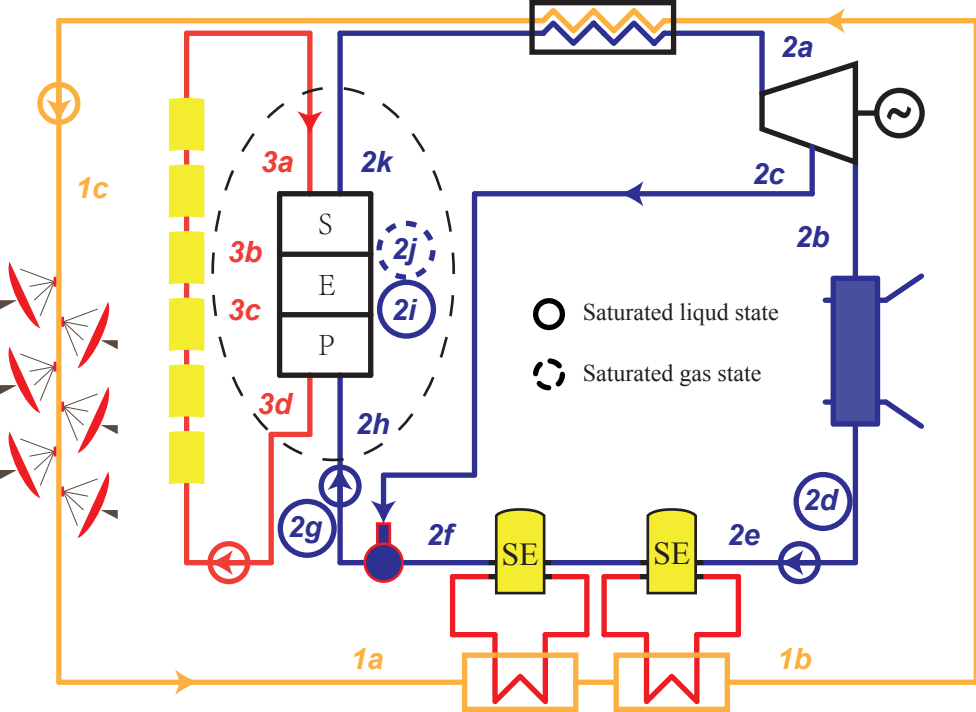 2a
1c
3a
2k
2c
S
3b
2j
2b
E
3c
2i
Saturated liqud state
P
Saturated gas state
3d
2h
2g
2f
SE
SE
2e
2d
1a
1b